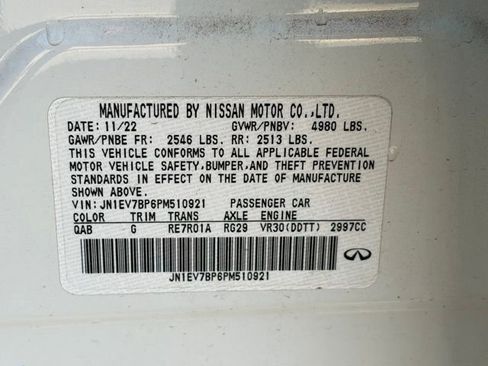 MANUFACTURED BY NISSAN MOTOR CO.,LTD.
DATE: 11/22 GVWR/PNBV: 4980 LBS.
GAWR/PNBE FR: 2546 LBS. RR: 2513 LBS.
THIS VEHICLE CONFORMS TO ALL APPLICABLE FEDERAL
MOTOR VEHICLE SAFETY,BUMPER,AND THEFT PREVENTION
STANDARDS IN EFFECT ON THE DATE OF MANUFACTURE
SHOWN ABOVE.
VIN: JN1EV7BP6PM510921 PASSENGER CAR
COLOR TRIM TRANS AXLE ENGINE
QAB G RE7R01A RG29 VR30(DDTT) 2997CC
JN1EV7BP6PM510921